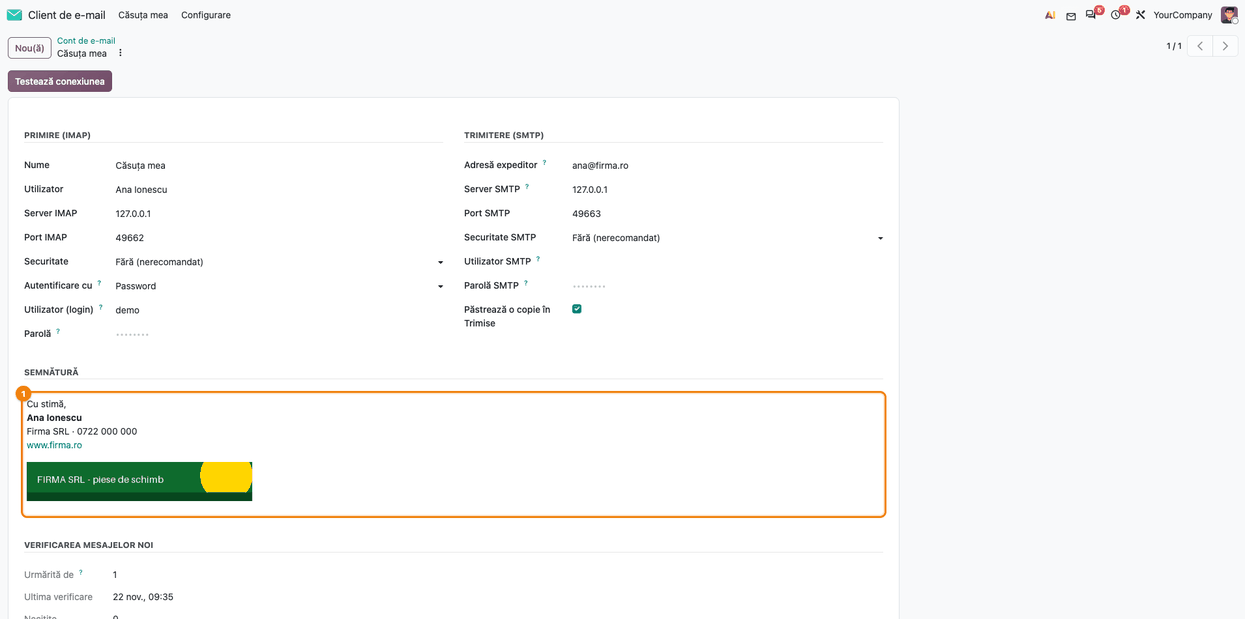 Client de e-mail Căsuța mea Configurare AI 5 1 YourCompany
Nou(ă) Cont de e-mail
Căsuța mea 1 / 1
Testează conexiunea
PRIMIRE (IMAP)
Nume Căsuța mea
Utilizator Ana Ionescu
Server IMAP 127.0.0.1
Port IMAP 49662
Securitate Fără (nerecomandat)
Autentificare cu ? Password
Utilizator (login) ? demo
Parolă ? ••••••••
TRIMITERE (SMTP)
Adresă expeditor ? ana@firma.ro
Server SMTP ? 127.0.0.1
Port SMTP 49663
Securitate SMTP Fără (nerecomandat)
Utilizator SMTP ?
Parolă SMTP ? ••••••••
Păstrează o copie în
Trimise
SEMNĂTURĂ
1
Cu stimă,
Ana Ionescu
Firma SRL · 0722 000 000
www.firma.ro
FIRMA SRL - piese de schimb
VERIFICAREA MESAJELOR NOI
Urmărită de ? 1
Ultima verificare 22 nov., 09:35
Necitite 0